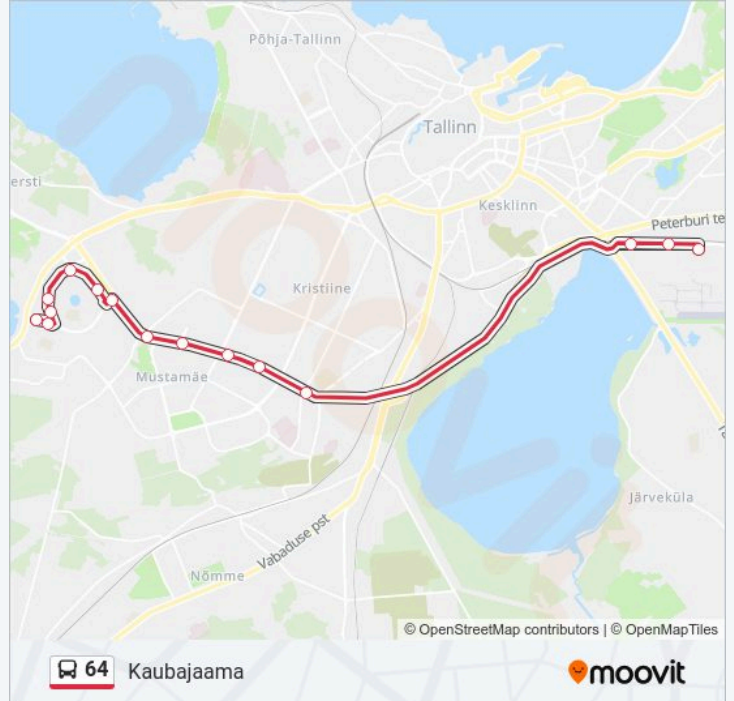 Põhja-Tallinn
Tallinn
ersti
Kesklinn
Peterburi te
Kristiine
Mustamäe
Järveküla
Vabaduse pst
Nõmme
© OpenStreetMap contributors | © OpenMapTiles
64 Kaubajaama
moovit